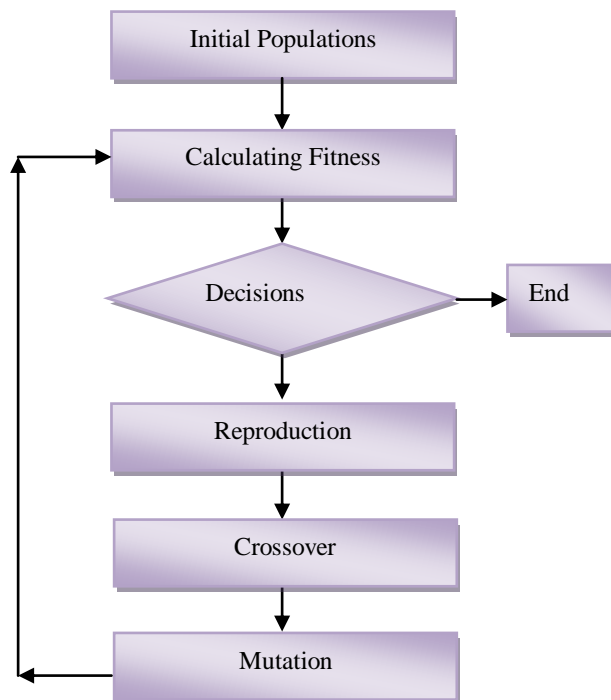 Initial Populations
Calculating Fitness
Decisions
End
Reproduction
Crossover
Mutation